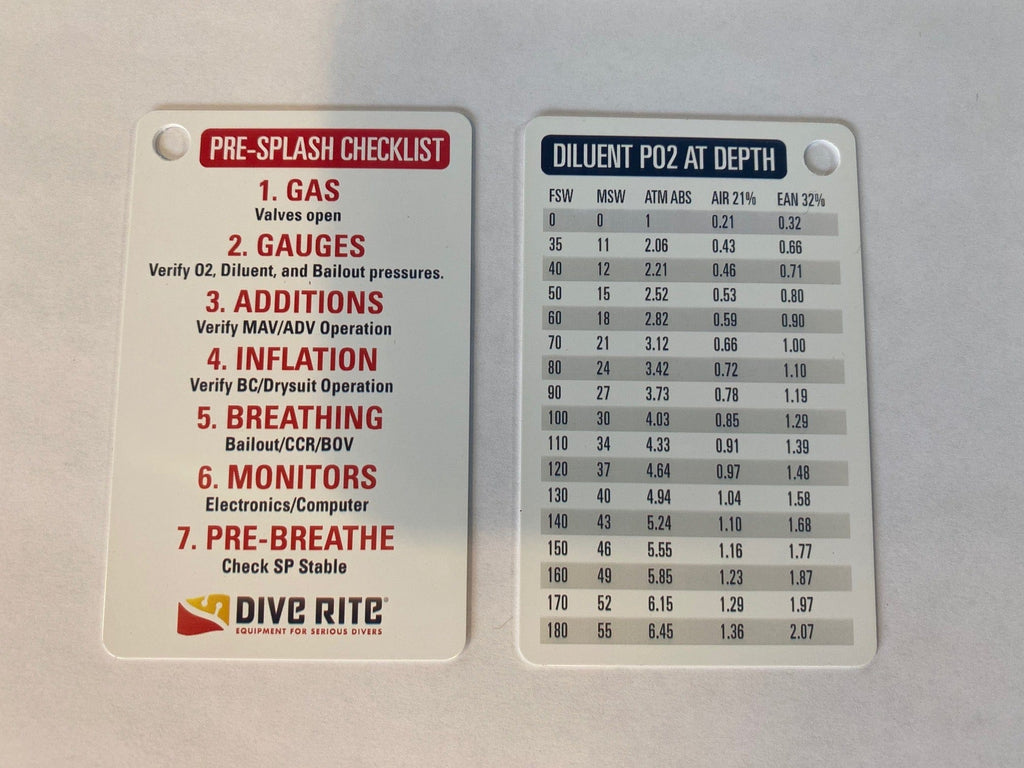 PRE-SPLASH CHECKLIST
1. GAS
Valves open
2. GAUGES
Verify O2, Diluent, and Bailout pressures.
3. ADDITIONS
Verify MAV/ADV Operation
4. INFLATION
Verify BC/Drysuit Operation
5. BREATHING
Bailout/CCR/BOV
6. MONITORS
Electronics/Computer
7. PRE-BREATHE
Check SP Stable
DIVE RITE®
EQUIPMENT FOR SERIOUS DIVERS
DILUENT PO2 AT DEPTH
FSW MSW ATM ABS AIR 21% EAN 32%
0 0 1 0.21 0.32
35 11 2.06 0.43 0.66
40 12 2.21 0.46 0.71
50 15 2.52 0.53 0.80
60 18 2.82 0.59 0.90
70 21 3.12 0.66 1.00
80 24 3.42 0.72 1.10
90 27 3.73 0.78 1.19
100 30 4.03 0.85 1.29
110 34 4.33 0.91 1.39
120 37 4.64 0.97 1.48
130 40 4.94 1.04 1.58
140 43 5.24 1.10 1.68
150 46 5.55 1.16 1.77
160 49 5.85 1.23 1.87
170 52 6.15 1.29 1.97
180 55 6.45 1.36 2.07